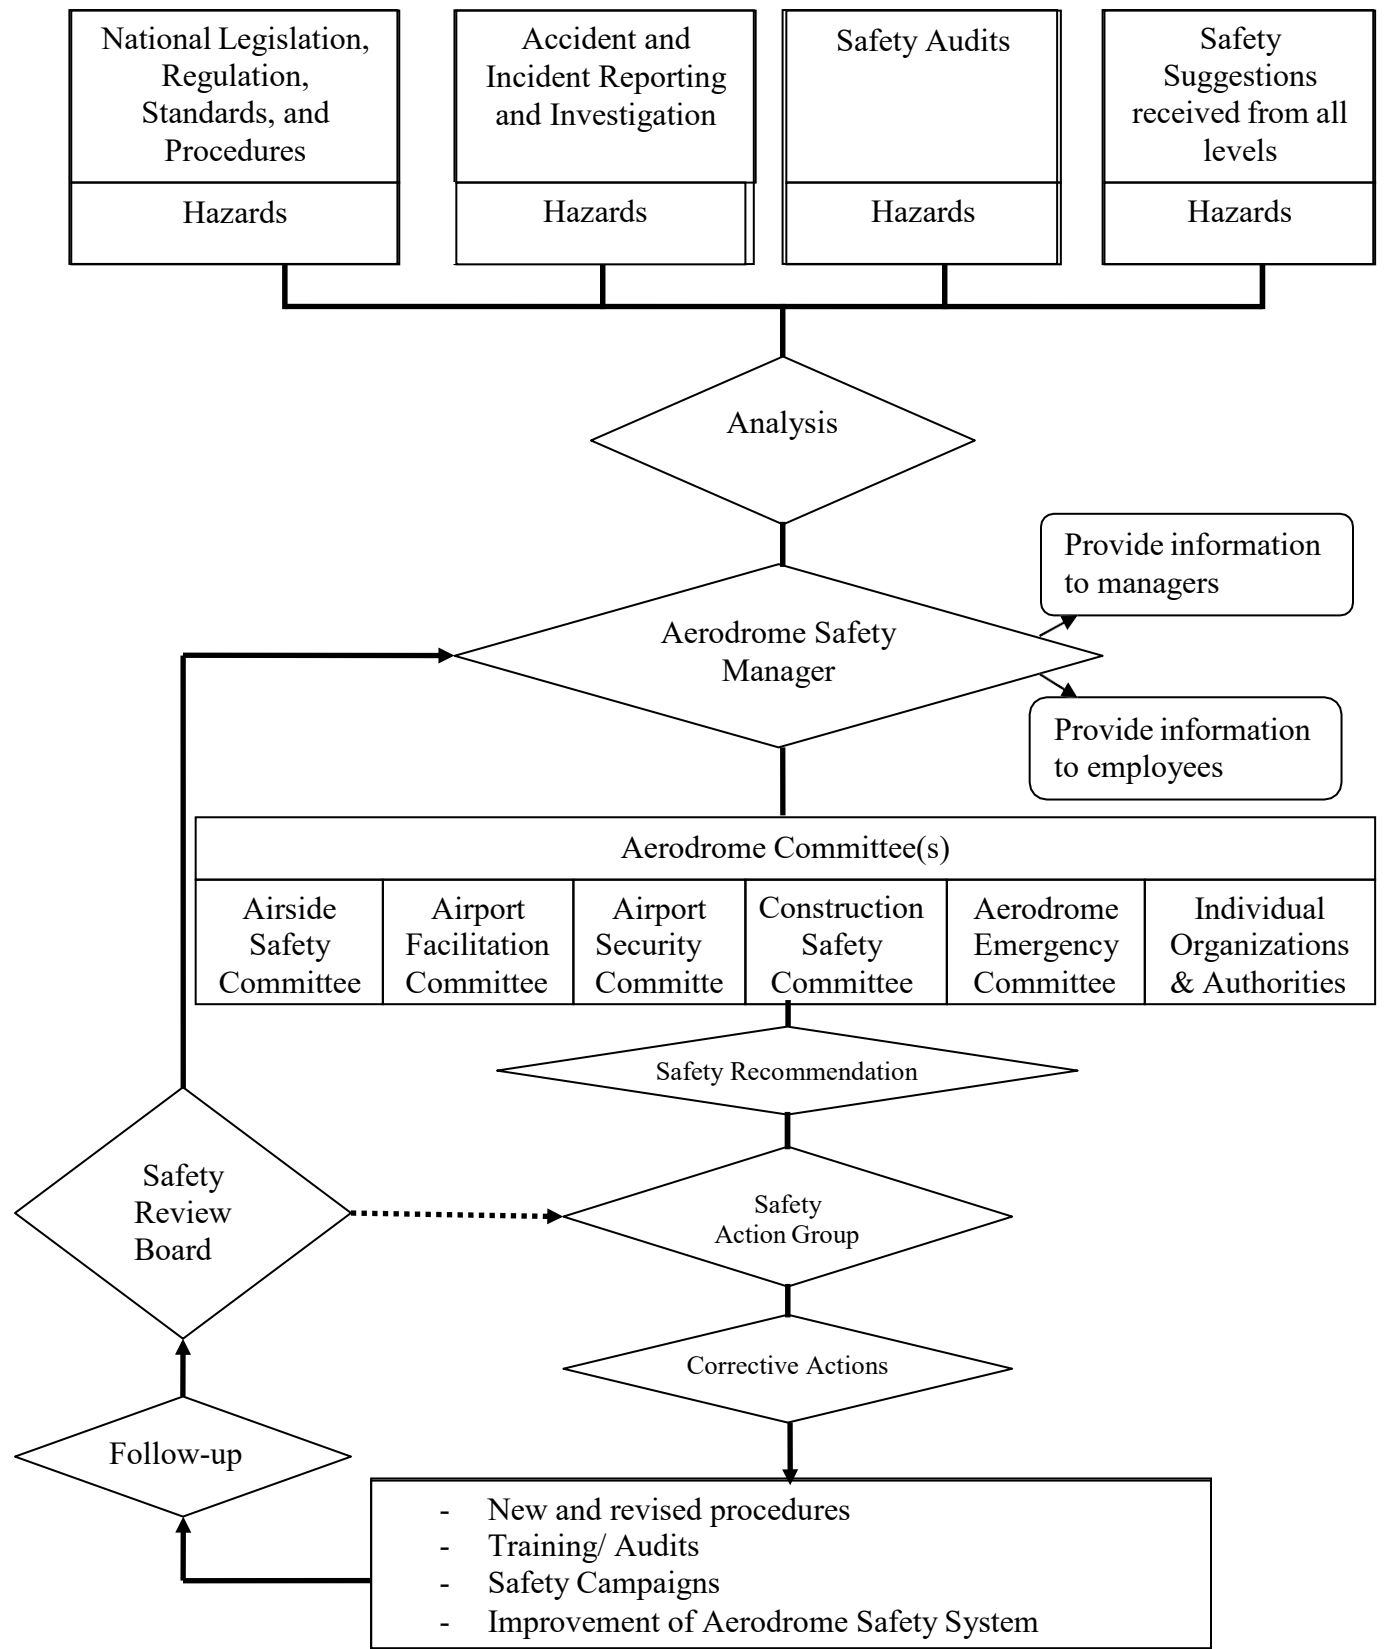 National Legislation,
Regulation,
Standards, and
Procedures
Accident and
Incident Reporting
and Investigation
Safety Audits
Safety
Suggestions
received from all
levels
Hazards
Hazards
Hazards
Hazards
Analysis
Provide information
to managers
Aerodrome Safety
Manager
Provide information
to employees
Aerodrome Committee(s)
Airside
Safety
Committee
Airport
Facilitation
Committee
Airport
Security
Committe
Construction
Safety
Committee
Aerodrome
Emergency
Committee
Individual
Organizations
& Authorities
Safety Recommendation
Safety
Review
Board
Safety
Action Group
Corrective Actions
Follow-up
- New and revised procedures
- Training/ Audits
- Safety Campaigns
- Improvement of Aerodrome Safety System